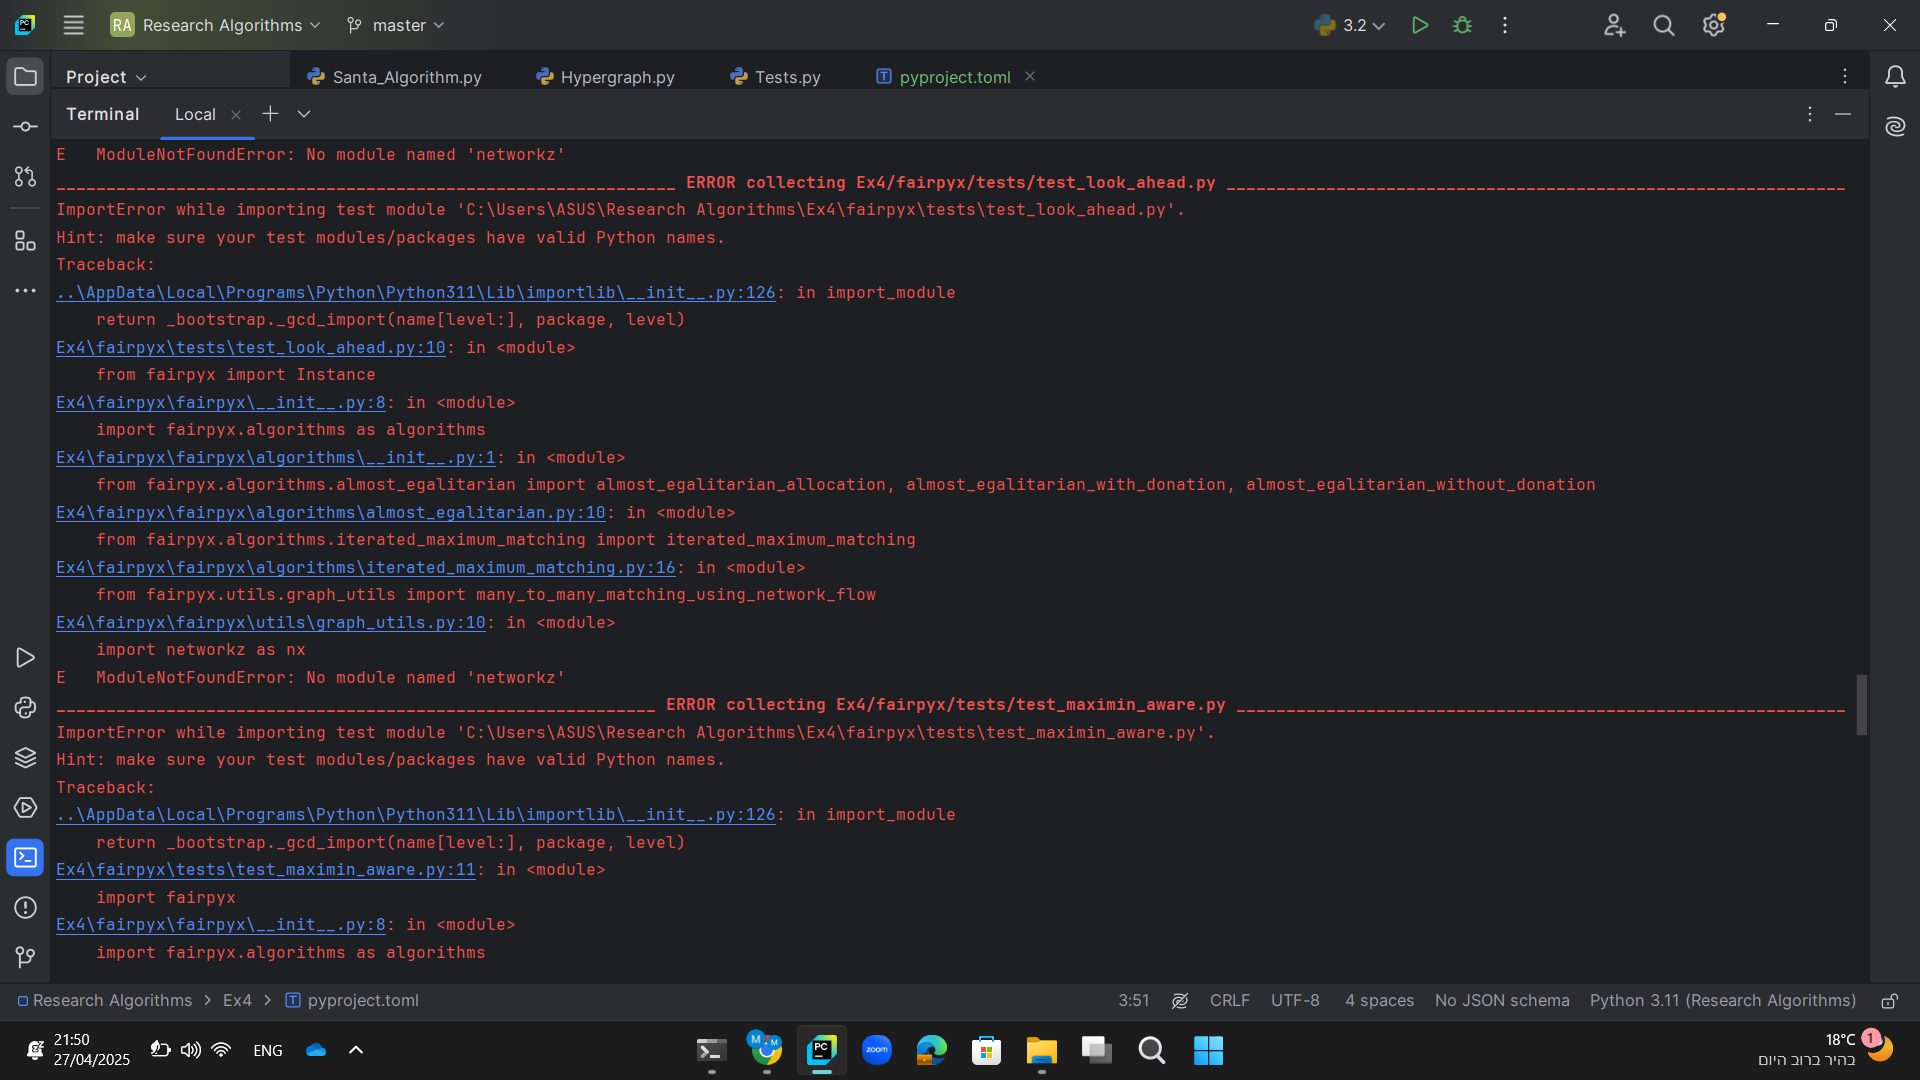 RA Research Algorithms master 3.2
Project Santa_Algorithm.py Hypergraph.py Tests.py pyproject.toml
Terminal Local
E   ModuleNotFoundError: No module named 'networkz'
ERROR collecting Ex4/fairpyx/tests/test_look_ahead.py
ImportError while importing test module 'C:\Users\ASUS\Research Algorithms\Ex4\fairpyx\tests\test_look_ahead.py'.
Hint: make sure your test modules/packages have valid Python names.
Traceback:
..\AppData\Local\Programs\Python\Python311\Lib\importlib\__init__.py:126: in import_module
    return _bootstrap._gcd_import(name[level:], package, level)
Ex4\fairpyx\tests\test_look_ahead.py:10: in <module>
    from fairpyx import Instance
Ex4\fairpyx\fairpyx\__init__.py:8: in <module>
    import fairpyx.algorithms as algorithms
Ex4\fairpyx\fairpyx\algorithms\__init__.py:1: in <module>
    from fairpyx.algorithms.almost_egalitarian import almost_egalitarian_allocation, almost_egalitarian_with_donation, almost_egalitarian_without_donation
Ex4\fairpyx\fairpyx\algorithms\almost_egalitarian.py:10: in <module>
    from fairpyx.algorithms.iterated_maximum_matching import iterated_maximum_matching
Ex4\fairpyx\fairpyx\algorithms\iterated_maximum_matching.py:16: in <module>
    from fairpyx.utils.graph_utils import many_to_many_matching_using_network_flow
Ex4\fairpyx\fairpyx\utils\graph_utils.py:10: in <module>
    import networkz as nx
E   ModuleNotFoundError: No module named 'networkz'
ERROR collecting Ex4/fairpyx/tests/test_maximin_aware.py
ImportError while importing test module 'C:\Users\ASUS\Research Algorithms\Ex4\fairpyx\tests\test_maximin_aware.py'.
Hint: make sure your test modules/packages have valid Python names.
Traceback:
..\AppData\Local\Programs\Python\Python311\Lib\importlib\__init__.py:126: in import_module
    return _bootstrap._gcd_import(name[level:], package, level)
Ex4\fairpyx\tests\test_maximin_aware.py:11: in <module>
    import fairpyx
Ex4\fairpyx\fairpyx\__init__.py:8: in <module>
    import fairpyx.algorithms as algorithms
Research Algorithms > Ex4 > pyproject.toml 3:51 CRLF UTF-8 4 spaces No JSON schema Python 3.11 (Research Algorithms)
21:50
27/04/2025
ENG
zoom
18°C
1
בהיר ברוב היום